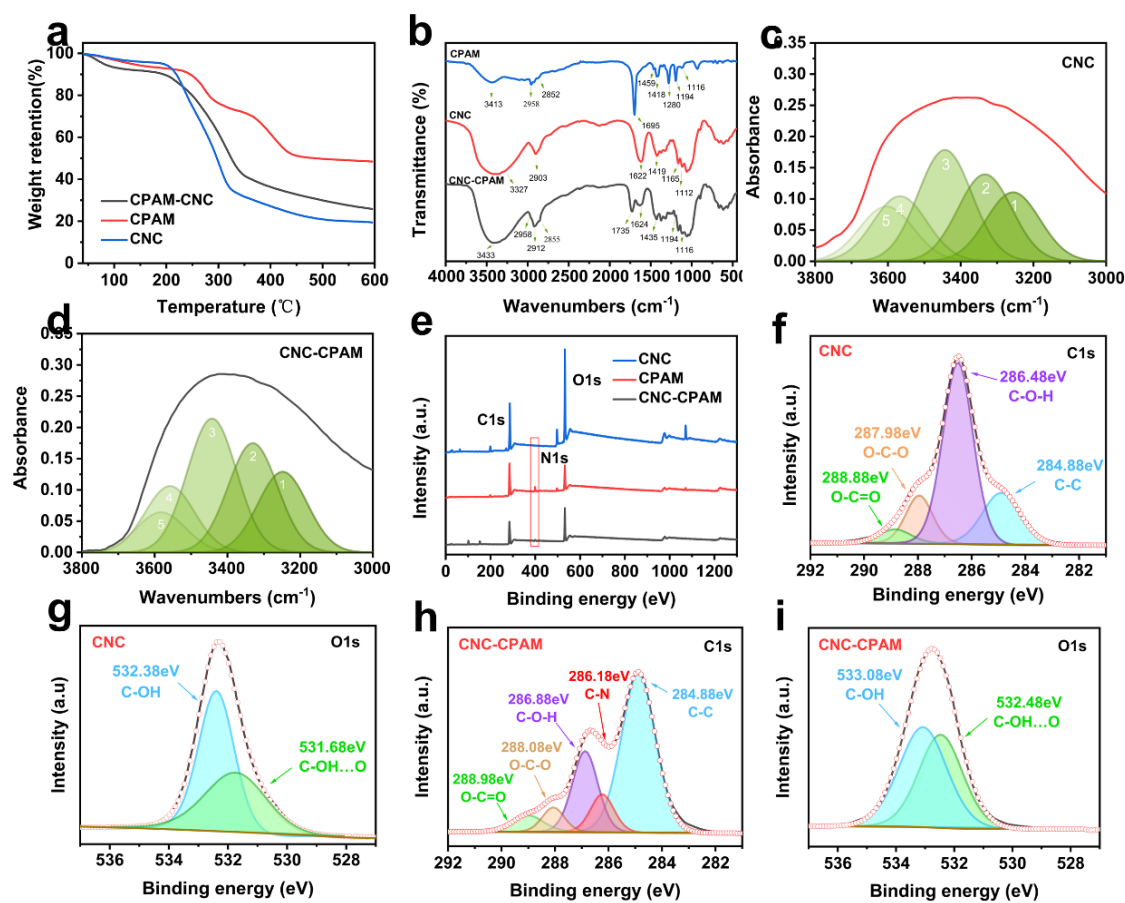 a
100
80
60
40
20
0
Weight retention(%)
CPAM-CNC
CPAM
CNC
100
200
300
400
500
600
Temperature (℃)
b
CPAM
3413
2958
2852
1695
1459
1418
1280
1194
1116
CNC
3327
2903
1622
1419
1165
1112
CNC-CPAM
3433
2958
2912
2855
1735
1624
1435
1194
1116
Transmittance (%)
4000
3500
3000
2500
2000
1500
1000
500
Wavenumbers (cm-1)
c
0.35
0.30
0.25
0.20
0.15
0.10
0.05
0.00
Absorbance
CNC
5
4
3
2
1
3800
3600
3400
3200
3000
Wavenumbers (cm-1)
d
0.35
0.30
0.25
0.20
0.15
0.10
0.05
0.00
Absorbance
CNC-CPAM
5
4
3
2
1
3800
3600
3400
3200
3000
Wavenumbers (cm-1)
e
CNC
CPAM
CNC-CPAM
O1s
C1s
N1s
Intensity (a.u.)
0
200
400
600
800
1000
1200
Binding energy (eV)
f
CNC
C1s
286.48eV
C-O-H
287.98eV
O-C-O
288.88eV
O-C=O
284.88eV
C-C
Intensity (a.u.)
292
290
288
286
284
282
Binding energy (eV)
g
CNC
O1s
532.38eV
C-OH
531.68eV
C-OH...O
Intensity (a.u)
536
534
532
530
528
Binding energy (eV)
h
CNC-CPAM
C1s
286.18eV
C-N
286.88eV
C-O-H
284.88eV
C-C
288.08eV
O-C-O
288.98eV
O-C=O
Intensity (a.u.)
292
290
288
286
284
282
Binding energy (eV)
i
CNC-CPAM
O1s
533.08eV
C-OH
532.48eV
C-OH...O
Intensity (a.u.)
536
534
532
530
528
Binding energy (eV)